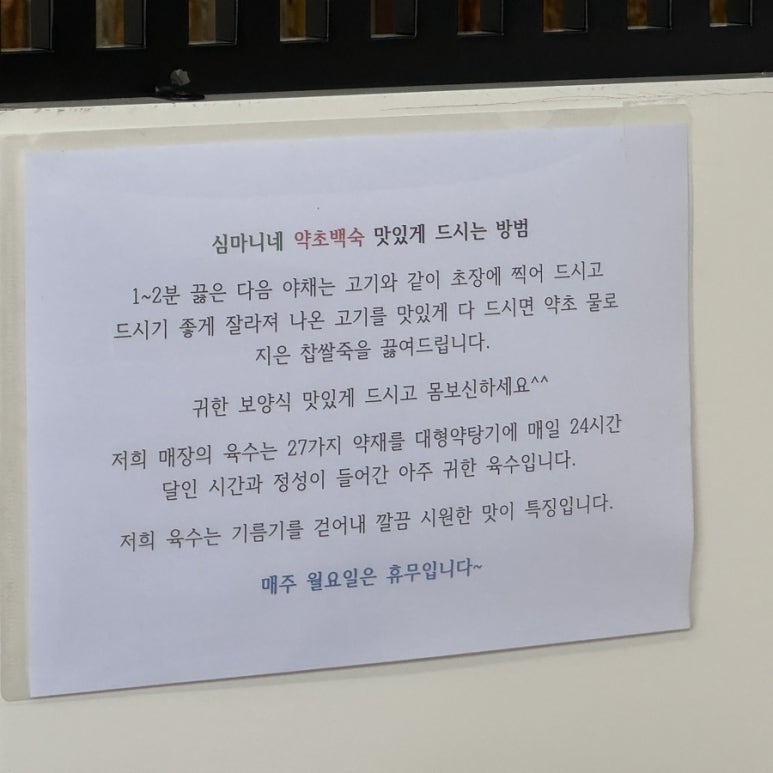 심마니네 약초백숙 맛있게 드시는 방범
1~2분 끓은 다음 야채는 고기와 같이 초장에 찍어 드시고
드시기 좋게 잘라져 나온 고기를 맛있게 다 드시면 약초 물로
지은 찹쌀죽을 끓여드립니다.
귀한 보양식 맛있게 드시고 몸보신하세요^^
저희 매장의 육수는 27가지 약재를 대형약탕기에 매일 24시간
달인 시간과 정성이 들어간 아주 귀한 육수입니다.
저희 육수는 기름기를 걷어내 깔끔 시원한 맛이 특징입니다.
매주 월요일은 휴무입니다~